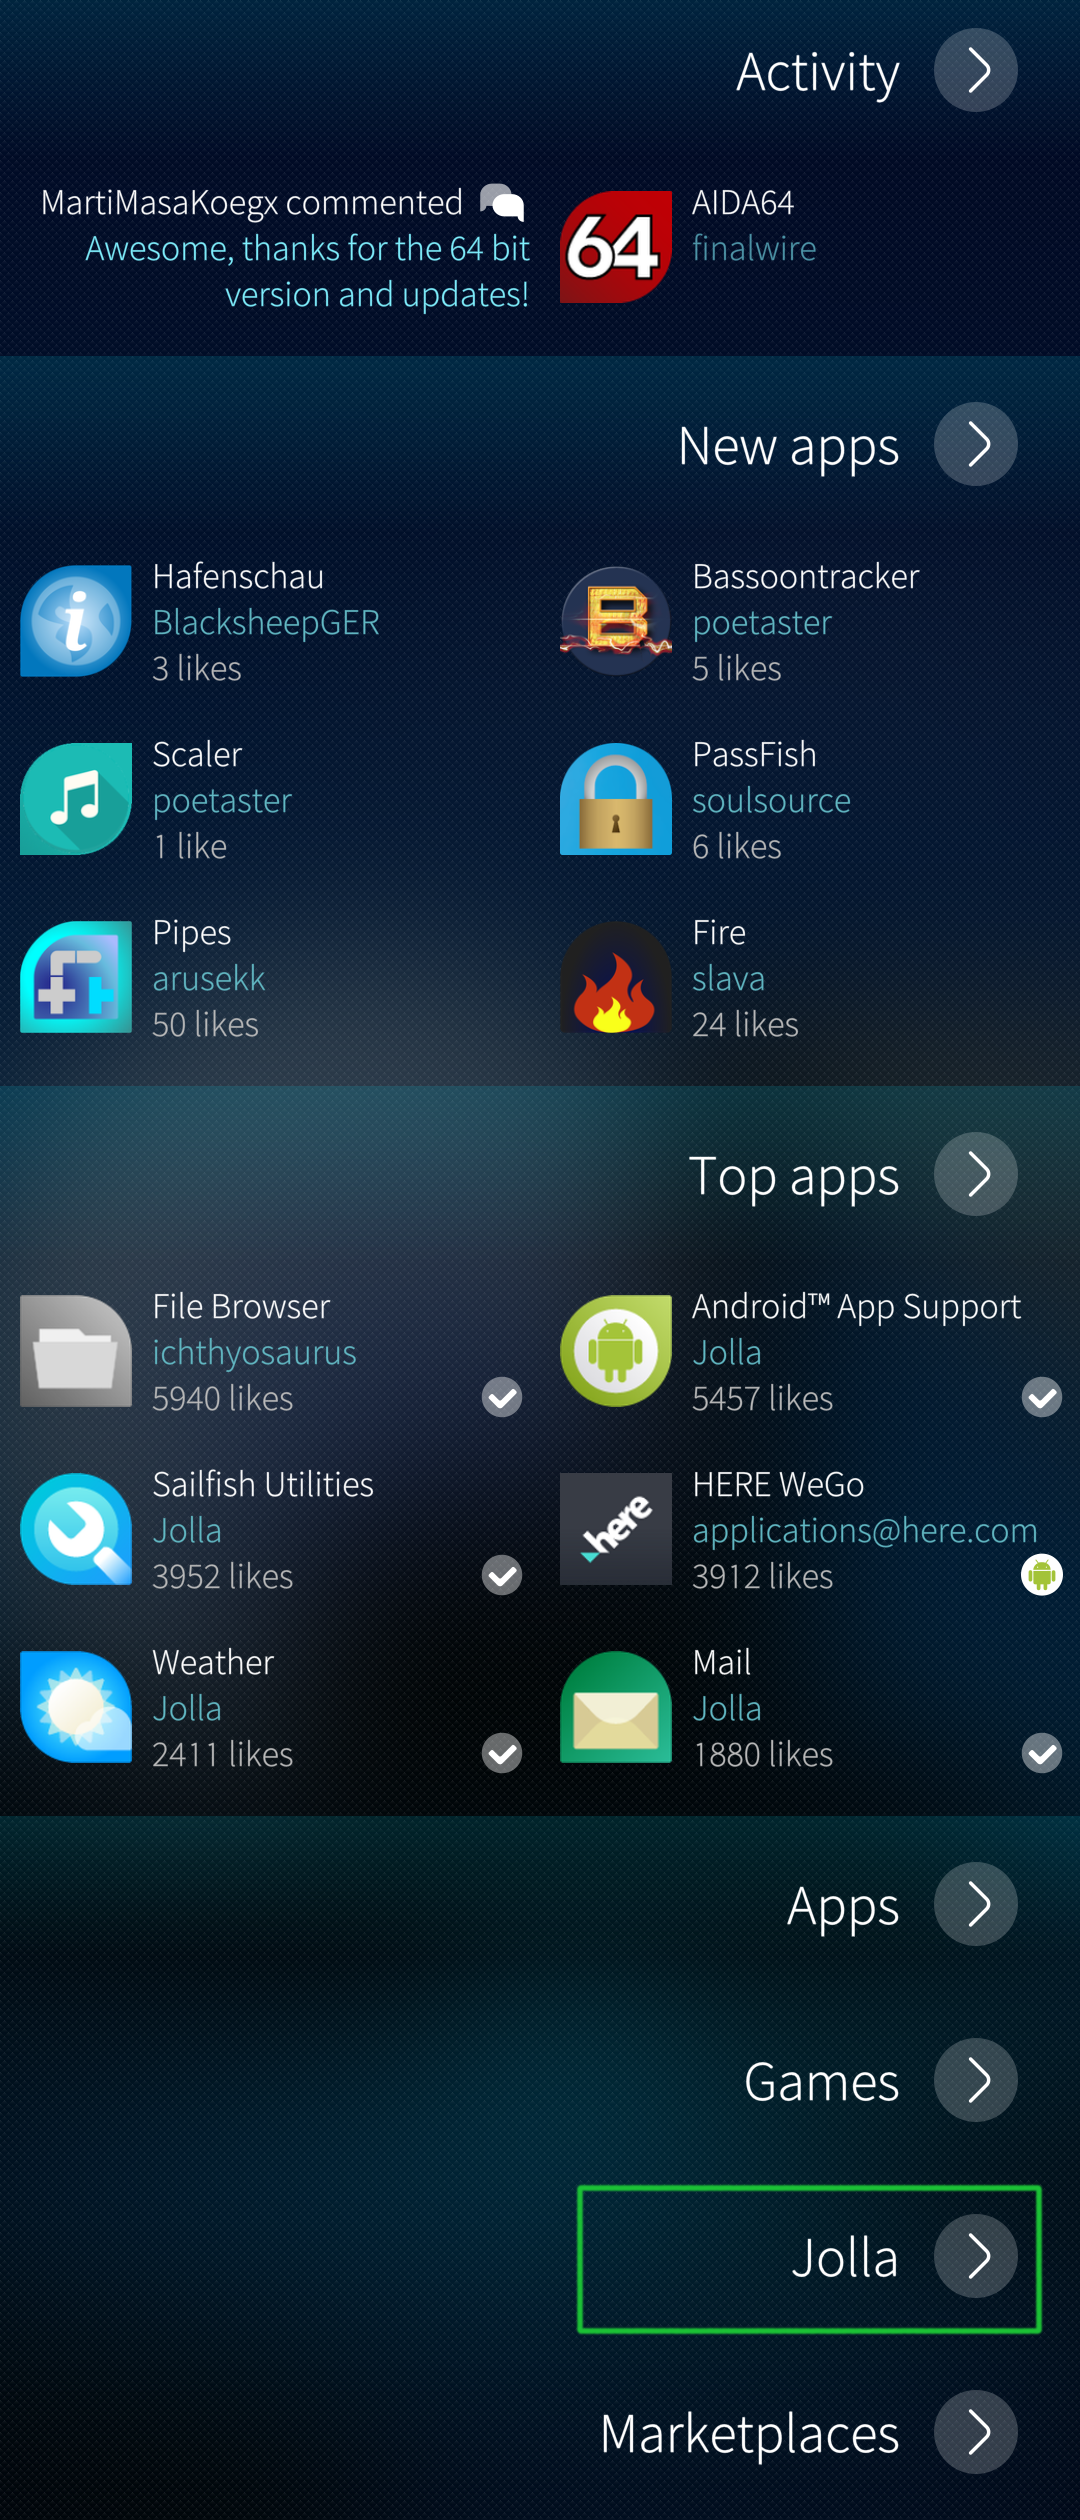 Activity
MartiMasaKoegx commented
Awesome, thanks for the 64 bit
version and updates!
64
AIDA64
finalwire
New apps
i
Hafenschau
BlacksheepGER
3 likes
B
Bassoontracker
poetaster
5 likes
Scaler
poetaster
1 like
PassFish
soulsource
6 likes
Pipes
arusekk
50 likes
Fire
slava
24 likes
Top apps
File Browser
ichthyosaurus
5940 likes
Android™ App Support
Jolla
5457 likes
Sailfish Utilities
Jolla
3952 likes
here
HERE WeGo
applications@here.com
3912 likes
Weather
Jolla
2411 likes
Mail
Jolla
1880 likes
Apps
Games
Jolla
Marketplaces